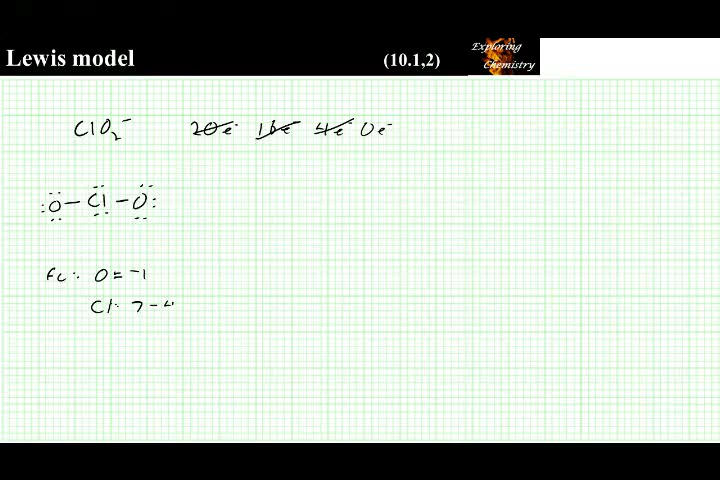 Lewis model (10.1,2) Exploring
Chemistry
ClO₂⁻ 20e⁻ 16e⁻ 4e⁻ 0e⁻
:O – Cl – O:
Fc: O = -1
Cl: 7 - 4